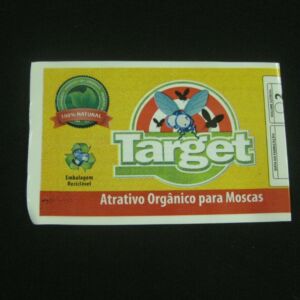 100% NATURAL
Target
Embalagem
Reciclável
Atrativo Orgânico para Moscas